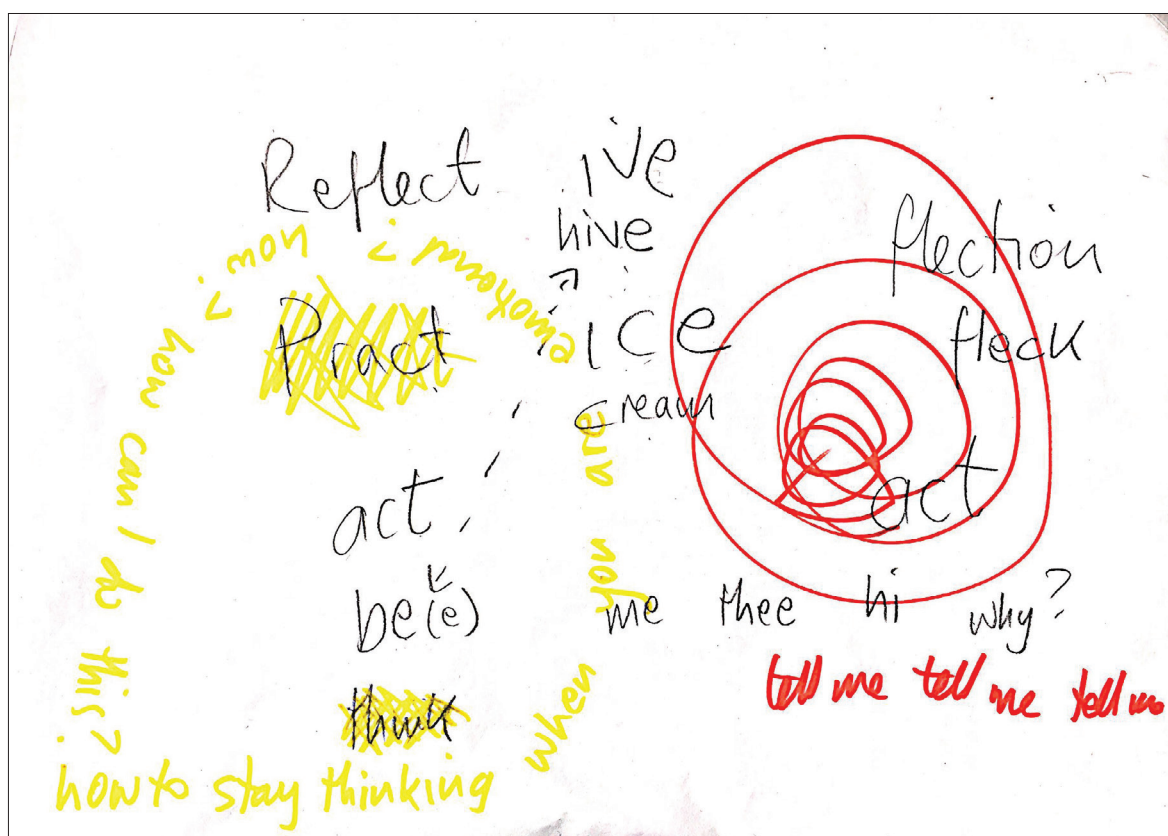 Reflect ive
hive
Pract ice
cream
flection
fleck
act
act
be(e)
think
me thee hi why?
tell me tell me tell me
how to stay thinking
when you are emotional ?
now ?
how can I do this?